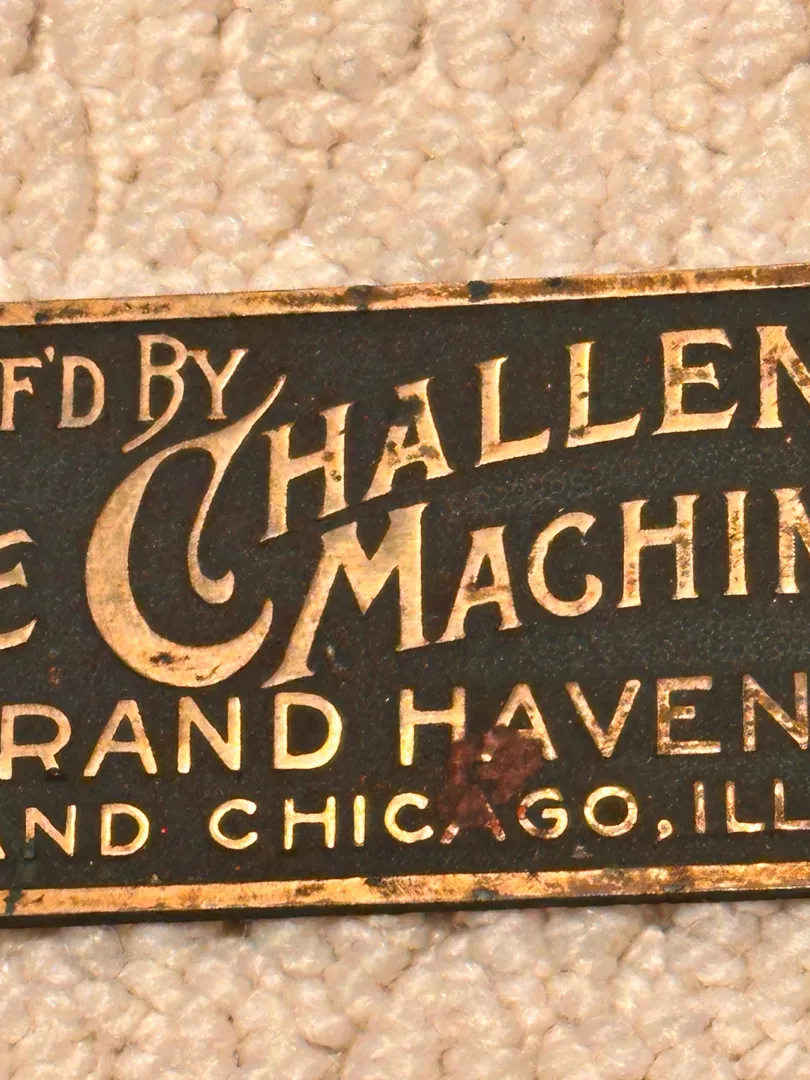 F'D BY
E CHALLEN
MACHIN
RAND HAVEN
AND CHICAGO, ILL